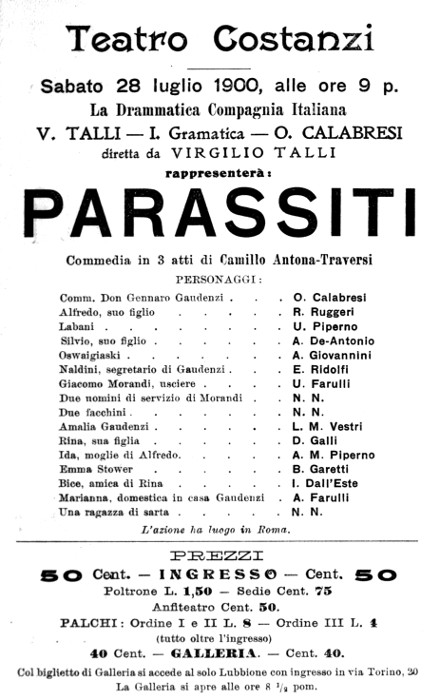 Teatro Costanzi
Sabato 28 luglio 1900, alle ore 9 p.
La Drammatica Compagnia Italiana
V. TALLI — I. Gramatica — O. CALABRESI
diretta da VIRGILIO TALLI
rappresenterà:
PARASSITI
Commedia in 3 atti di Camillo Antona-Traversi
PERSONAGGI:
Comm. Don Gennaro Gaudenzi . . . O. Calabresi
Alfredo, suo figlio . . . . . R. Ruggeri
Labani . . . . . . . . U. Piperno
Silvio, suo figlio . . . . . . A. De-Antonio
Oswaigiaski . . . . . . . A. Giovannini
Naldini, segretario di Gaudenzi . . . E. Ridolfi
Giacomo Morandi, usciere . . . . U. Farulli
Due uomini di servizio di Morandi . . N. N.
Due facchini . . . . . . . N. N.
Amalia Gaudenzi . . . . . . L. M. Vestri
Rina, sua figlia . . . . . . D. Galli
Ida, moglie di Alfredo. . . . . A. M. Piperno
Emma Stower . . . . . . B. Garetti
Bice, amica di Rina . . . . . I. Dall'Este
Marianna, domestica in casa Gaudenzi . A. Farulli
Una ragazza di sarta . . . . . N. N.
L'azione ha luogo in Roma.
PREZZI
50 Cent. — INGRESSO — Cent. 50
Poltrone L. 1,50 — Sedie Cent. 75
Anfiteatro Cent. 50.
PALCHI: Ordine I e II L. 8 — Ordine III L. 4
(tutto oltre l'ingresso)
40 Cent. — GALLERIA. — Cent. 40.
Col biglietto di Galleria si accede al solo Lubbione con ingresso in via Torino, 30
La Galleria si apre alle ore 8 ½ pom.